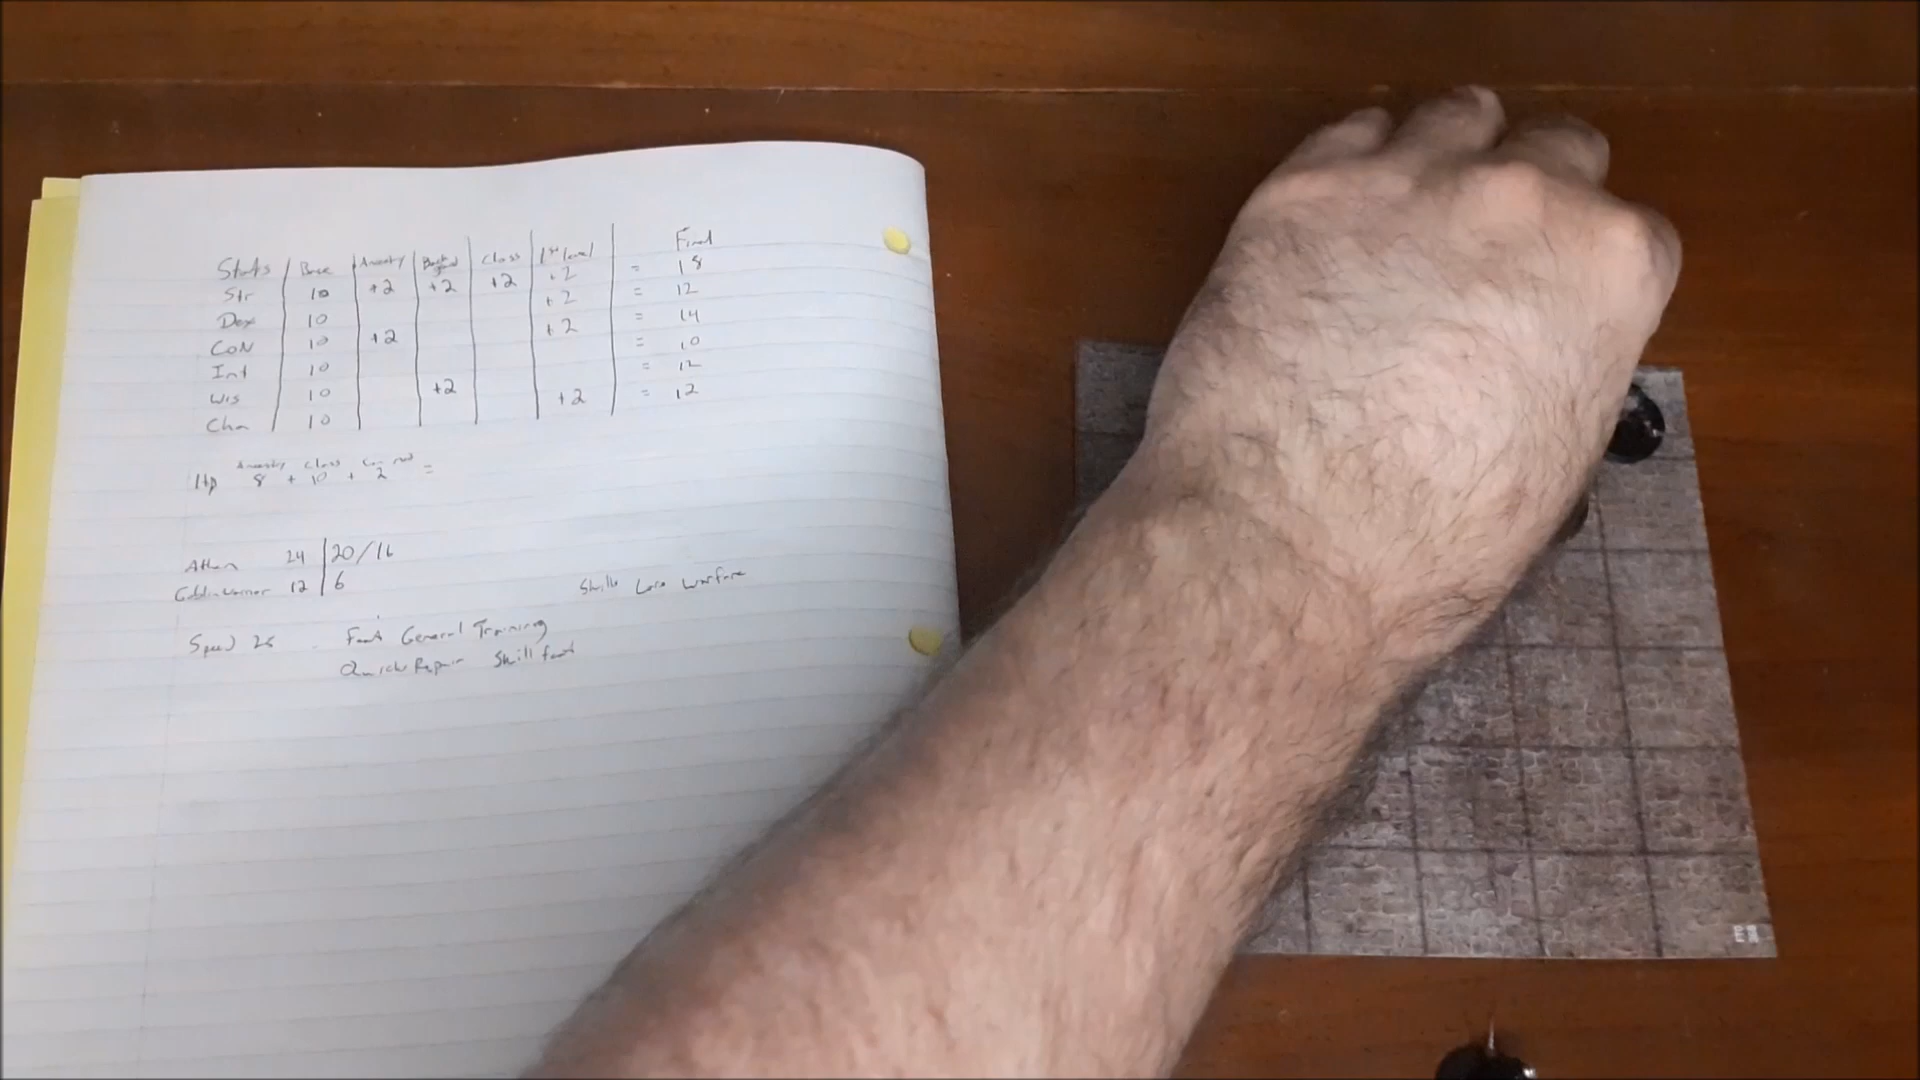 Stats Base Ancestry Back ground Class 1st level Final
Str 10 +2 +2 +2 +2 = 18
Dex 10 +2 = 12
CON 10 +2 +2 = 14
Int 10 = 10
Wis 10 +2 = 12
Cha 10 +2 = 12
Ancestry Class Con mod
Hp 8 + 10 + 2 =
24 | 20/16
Goblin Warrior 12 | 6
Skills Lore Warfare
Speed 25 Feat General Training
Quick Repair Skill feat